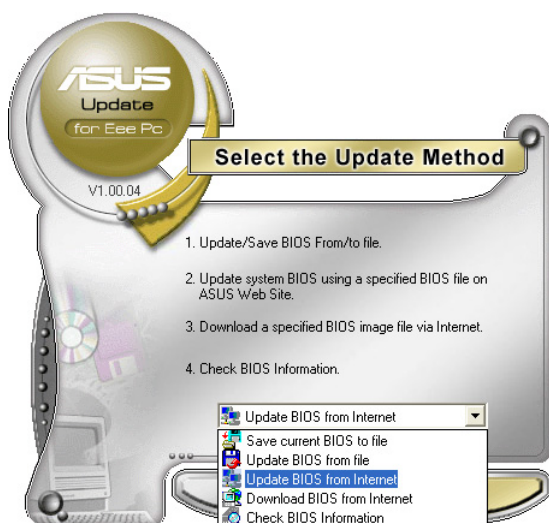 ASUS
Update
for Eee Pc
V1.00.04
Select the Update Method
1. Update/Save BIOS From/to file.
2. Update system BIOS using a specified BIOS file on
ASUS Web Site.
3. Download a specified BIOS image file via Internet.
4. Check BIOS Information.
Update BIOS from Internet
Save current BIOS to file
Update BIOS from file
Update BIOS from Internet
Download BIOS from Internet
Check BIOS Information